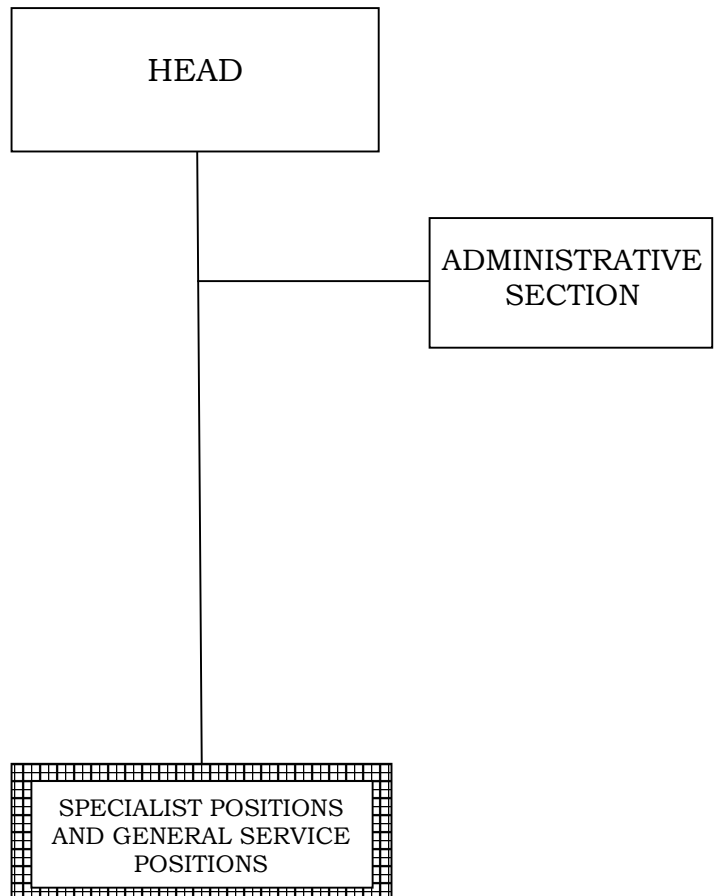 HEAD
ADMINISTRATIVE
SECTION
SPECIALIST POSITIONS
AND GENERAL SERVICE
POSITIONS